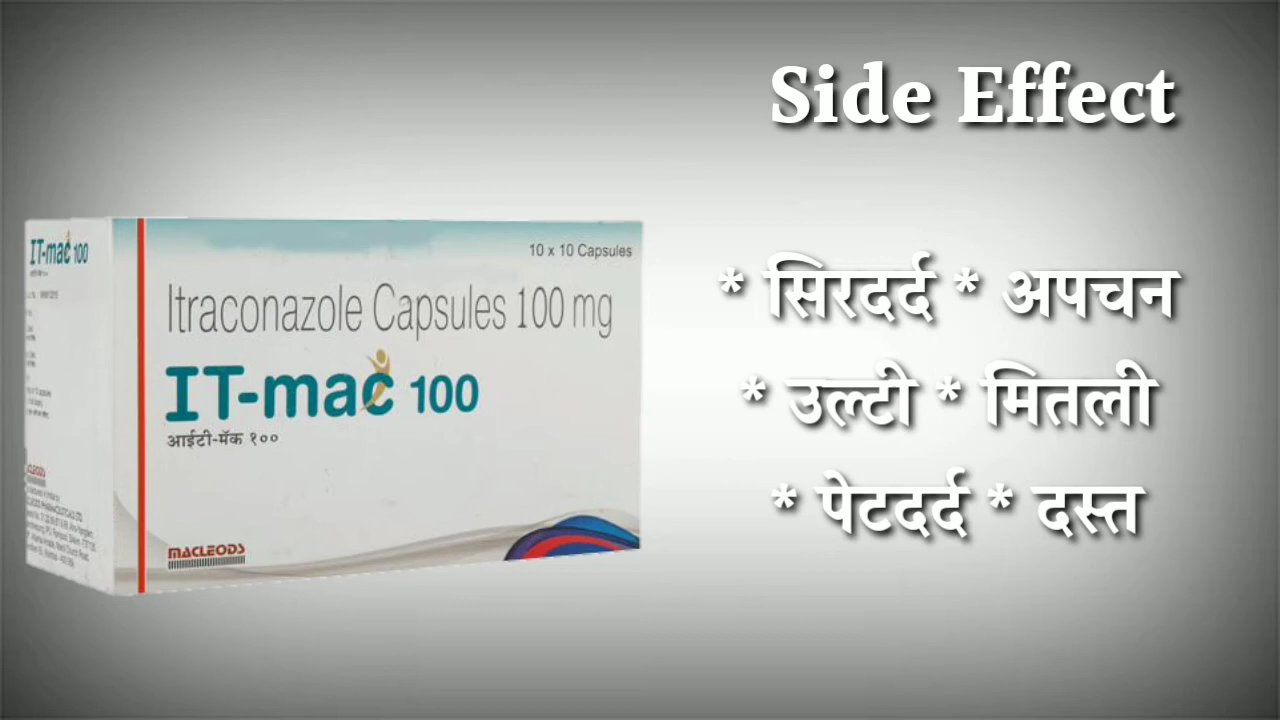 Side Effect
IT-mac 100
10 x 10 Capsules
Itraconazole Capsules 100 mg
IT-mac 100
आईटी-मॅक १००
MACLEODS
* सिरदर्द * अपचन
* उल्टी * मितली
* पेटदर्द * दस्त